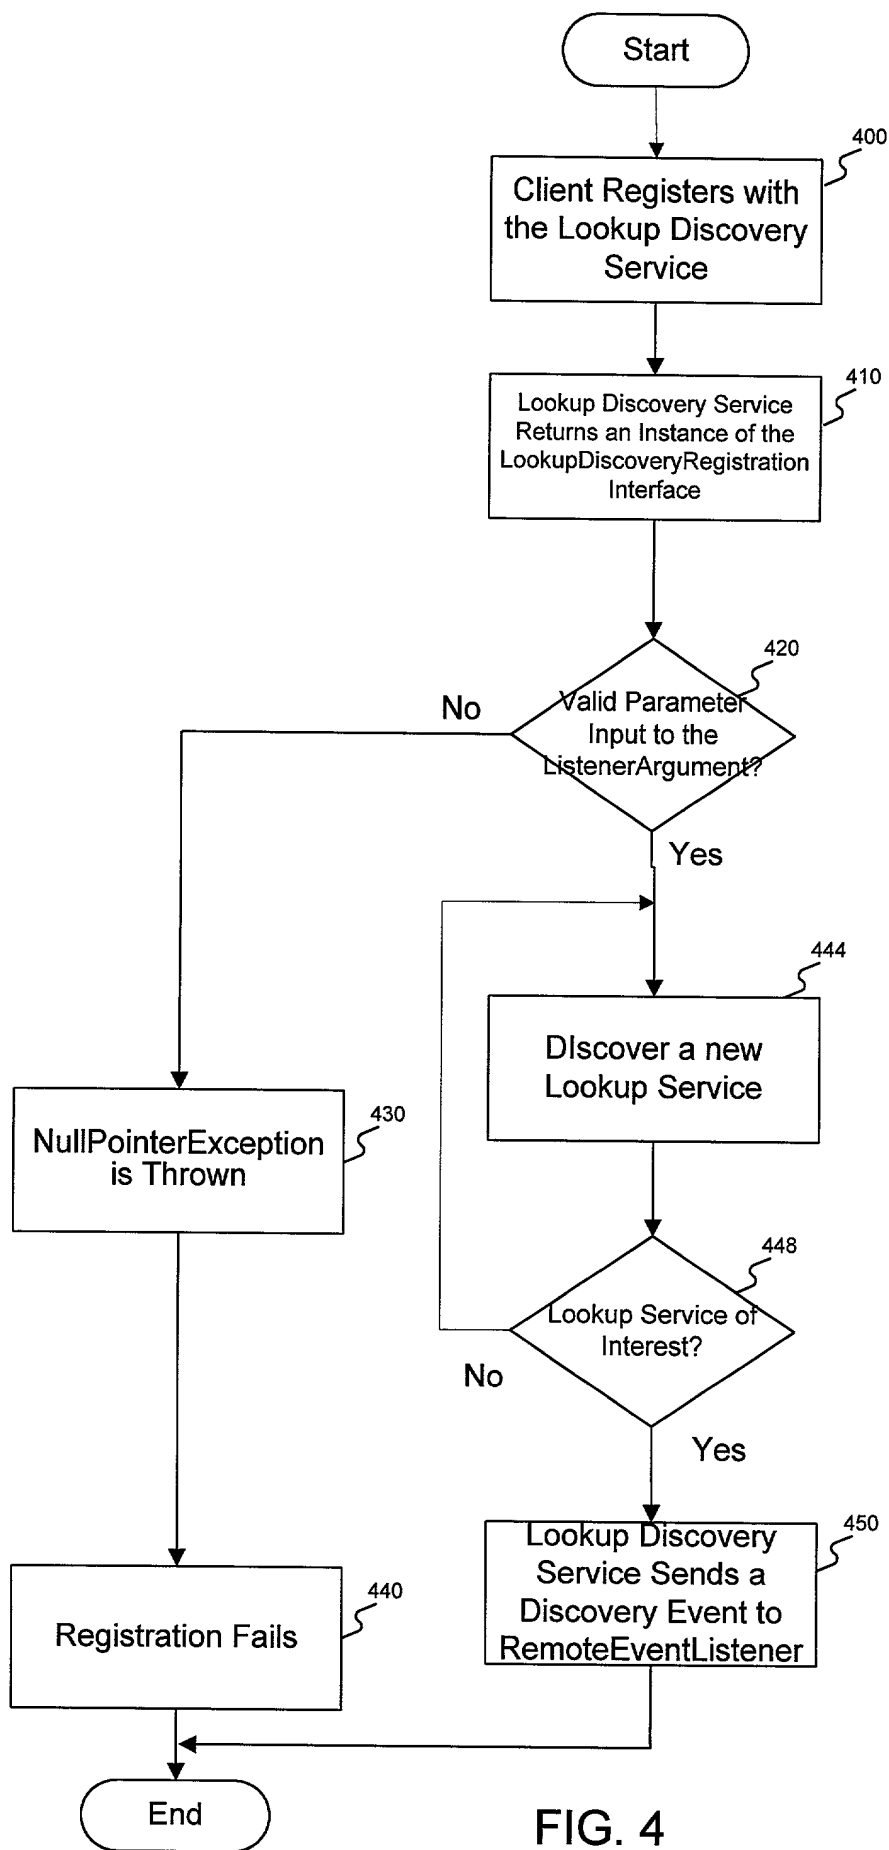 Start
400
Client Registers with
the Lookup Discovery
Service
410
Lookup Discovery Service
Returns an Instance of the
LookupDiscoveryRegistration
Interface
420
Valid Parameter
Input to the
ListenerArgument?
No
Yes
444
DIscover a new
Lookup Service
430
NullPointerException
is Thrown
448
Lookup Service of
Interest?
No
Yes
450
Lookup Discovery
Service Sends a
Discovery Event to
RemoteEventListener
440
Registration Fails
End
FIG. 4